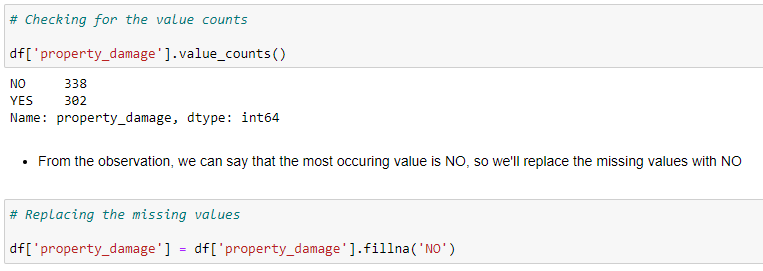 # Checking for the value counts
df['property_damage'].value_counts()
NO     338
YES    302
Name: property_damage, dtype: int64
• From the observation, we can say that the most occuring value is NO, so we'll replace the missing values with NO
# Replacing the missing values
df['property_damage'] = df['property_damage'].fillna('NO')